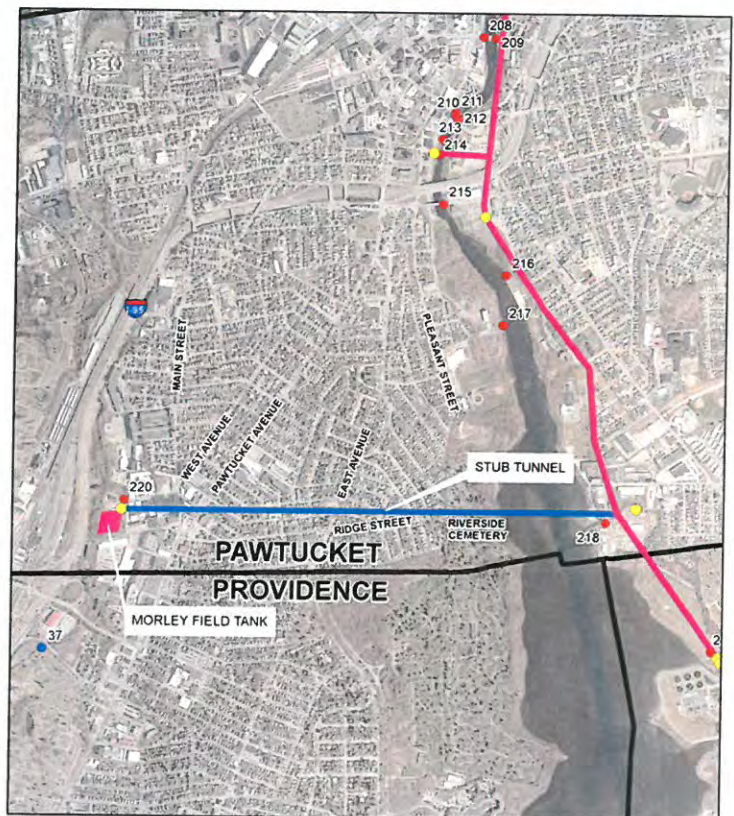 208
209
210
211
212
213
214
215
216
217
95
MAIN STREET
PLEASANT STREET
WEST AVENUE
PAWTUCKET AVENUE
EAST AVENUE
STUB TUNNEL
220
RIDGE STREET
RIVERSIDE
CEMETERY
218
PAWTUCKET
PROVIDENCE
MORLEY FIELD TANK
37
2